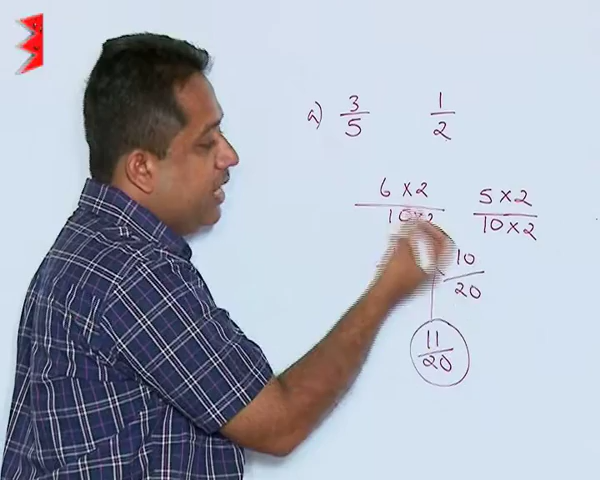 a) 3/5 1/2
6 × 2 / 10 × 2 5 × 2 / 10 × 2
10/20
11/20